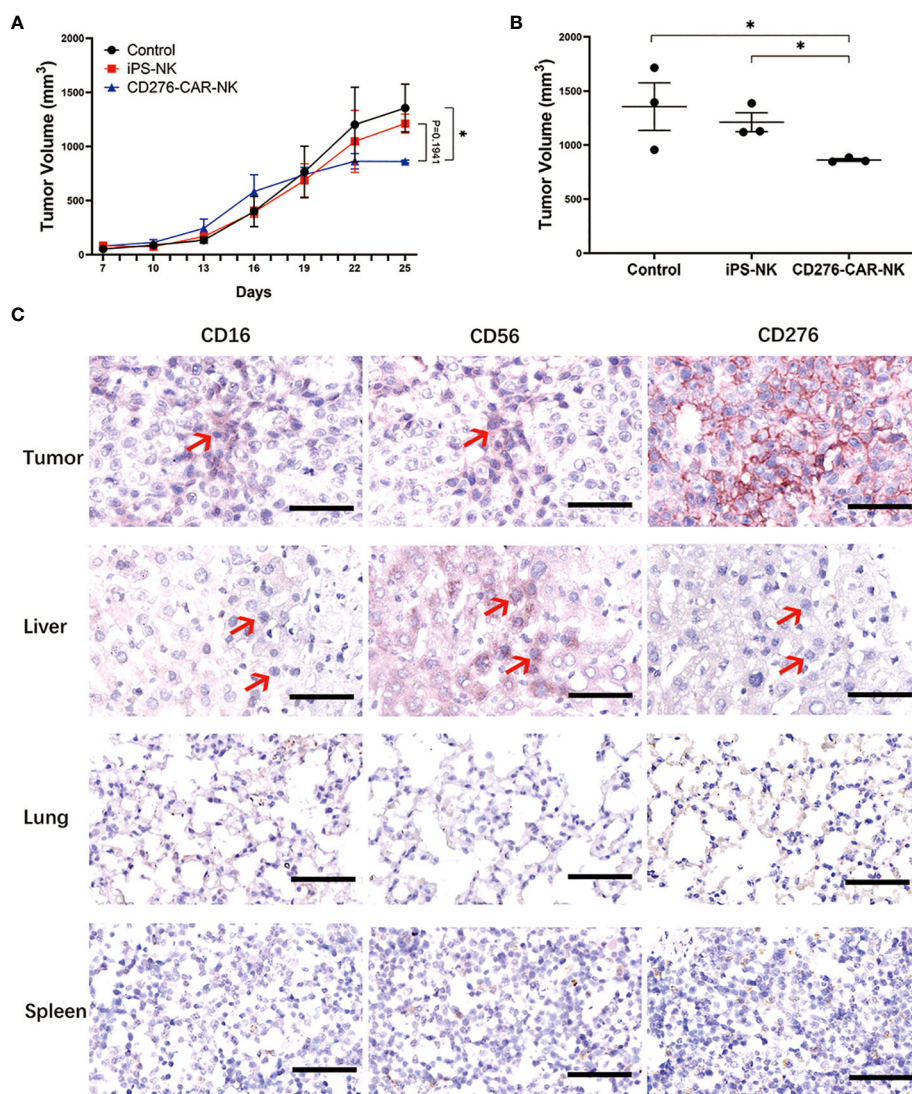 A
Tumor Volume (mm³)
2000
1500
1000
500
0
Control
iPS-NK
CD276-CAR-NK
P=0.1941
*
7 10 13 16 19 22 25
Days
B
Tumor Volume (mm³)
2000
1500
1000
500
0
*
*
Control iPS-NK CD276-CAR-NK
C
CD16 CD56 CD276
Tumor
Liver
Lung
Spleen